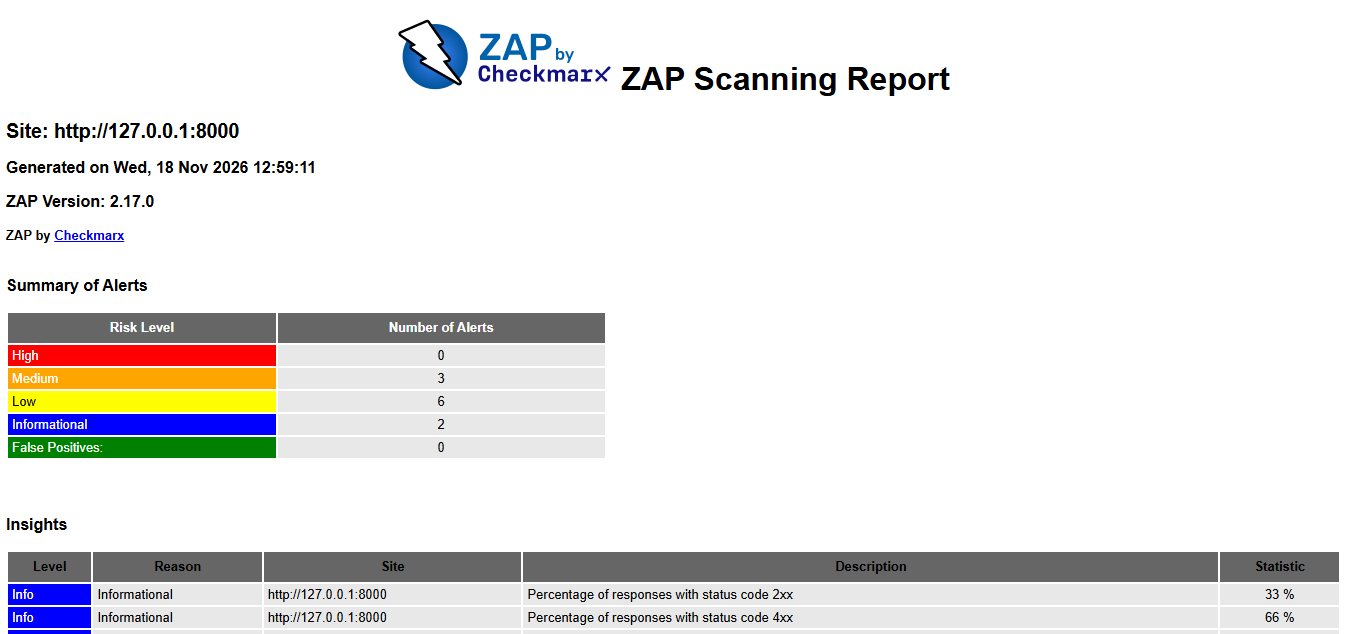 ZAP by
Checkmarx ZAP Scanning Report
Site: http://127.0.0.1:8000
Generated on Wed, 18 Nov 2026 12:59:11
ZAP Version: 2.17.0
ZAP by Checkmarx
Summary of Alerts
Risk Level Number of Alerts
High 0
Medium 3
Low 6
Informational 2
False Positives: 0
Insights
Level Reason Site Description Statistic
Info Informational http://127.0.0.1:8000 Percentage of responses with status code 2xx 33 %
Info Informational http://127.0.0.1:8000 Percentage of responses with status code 4xx 66 %